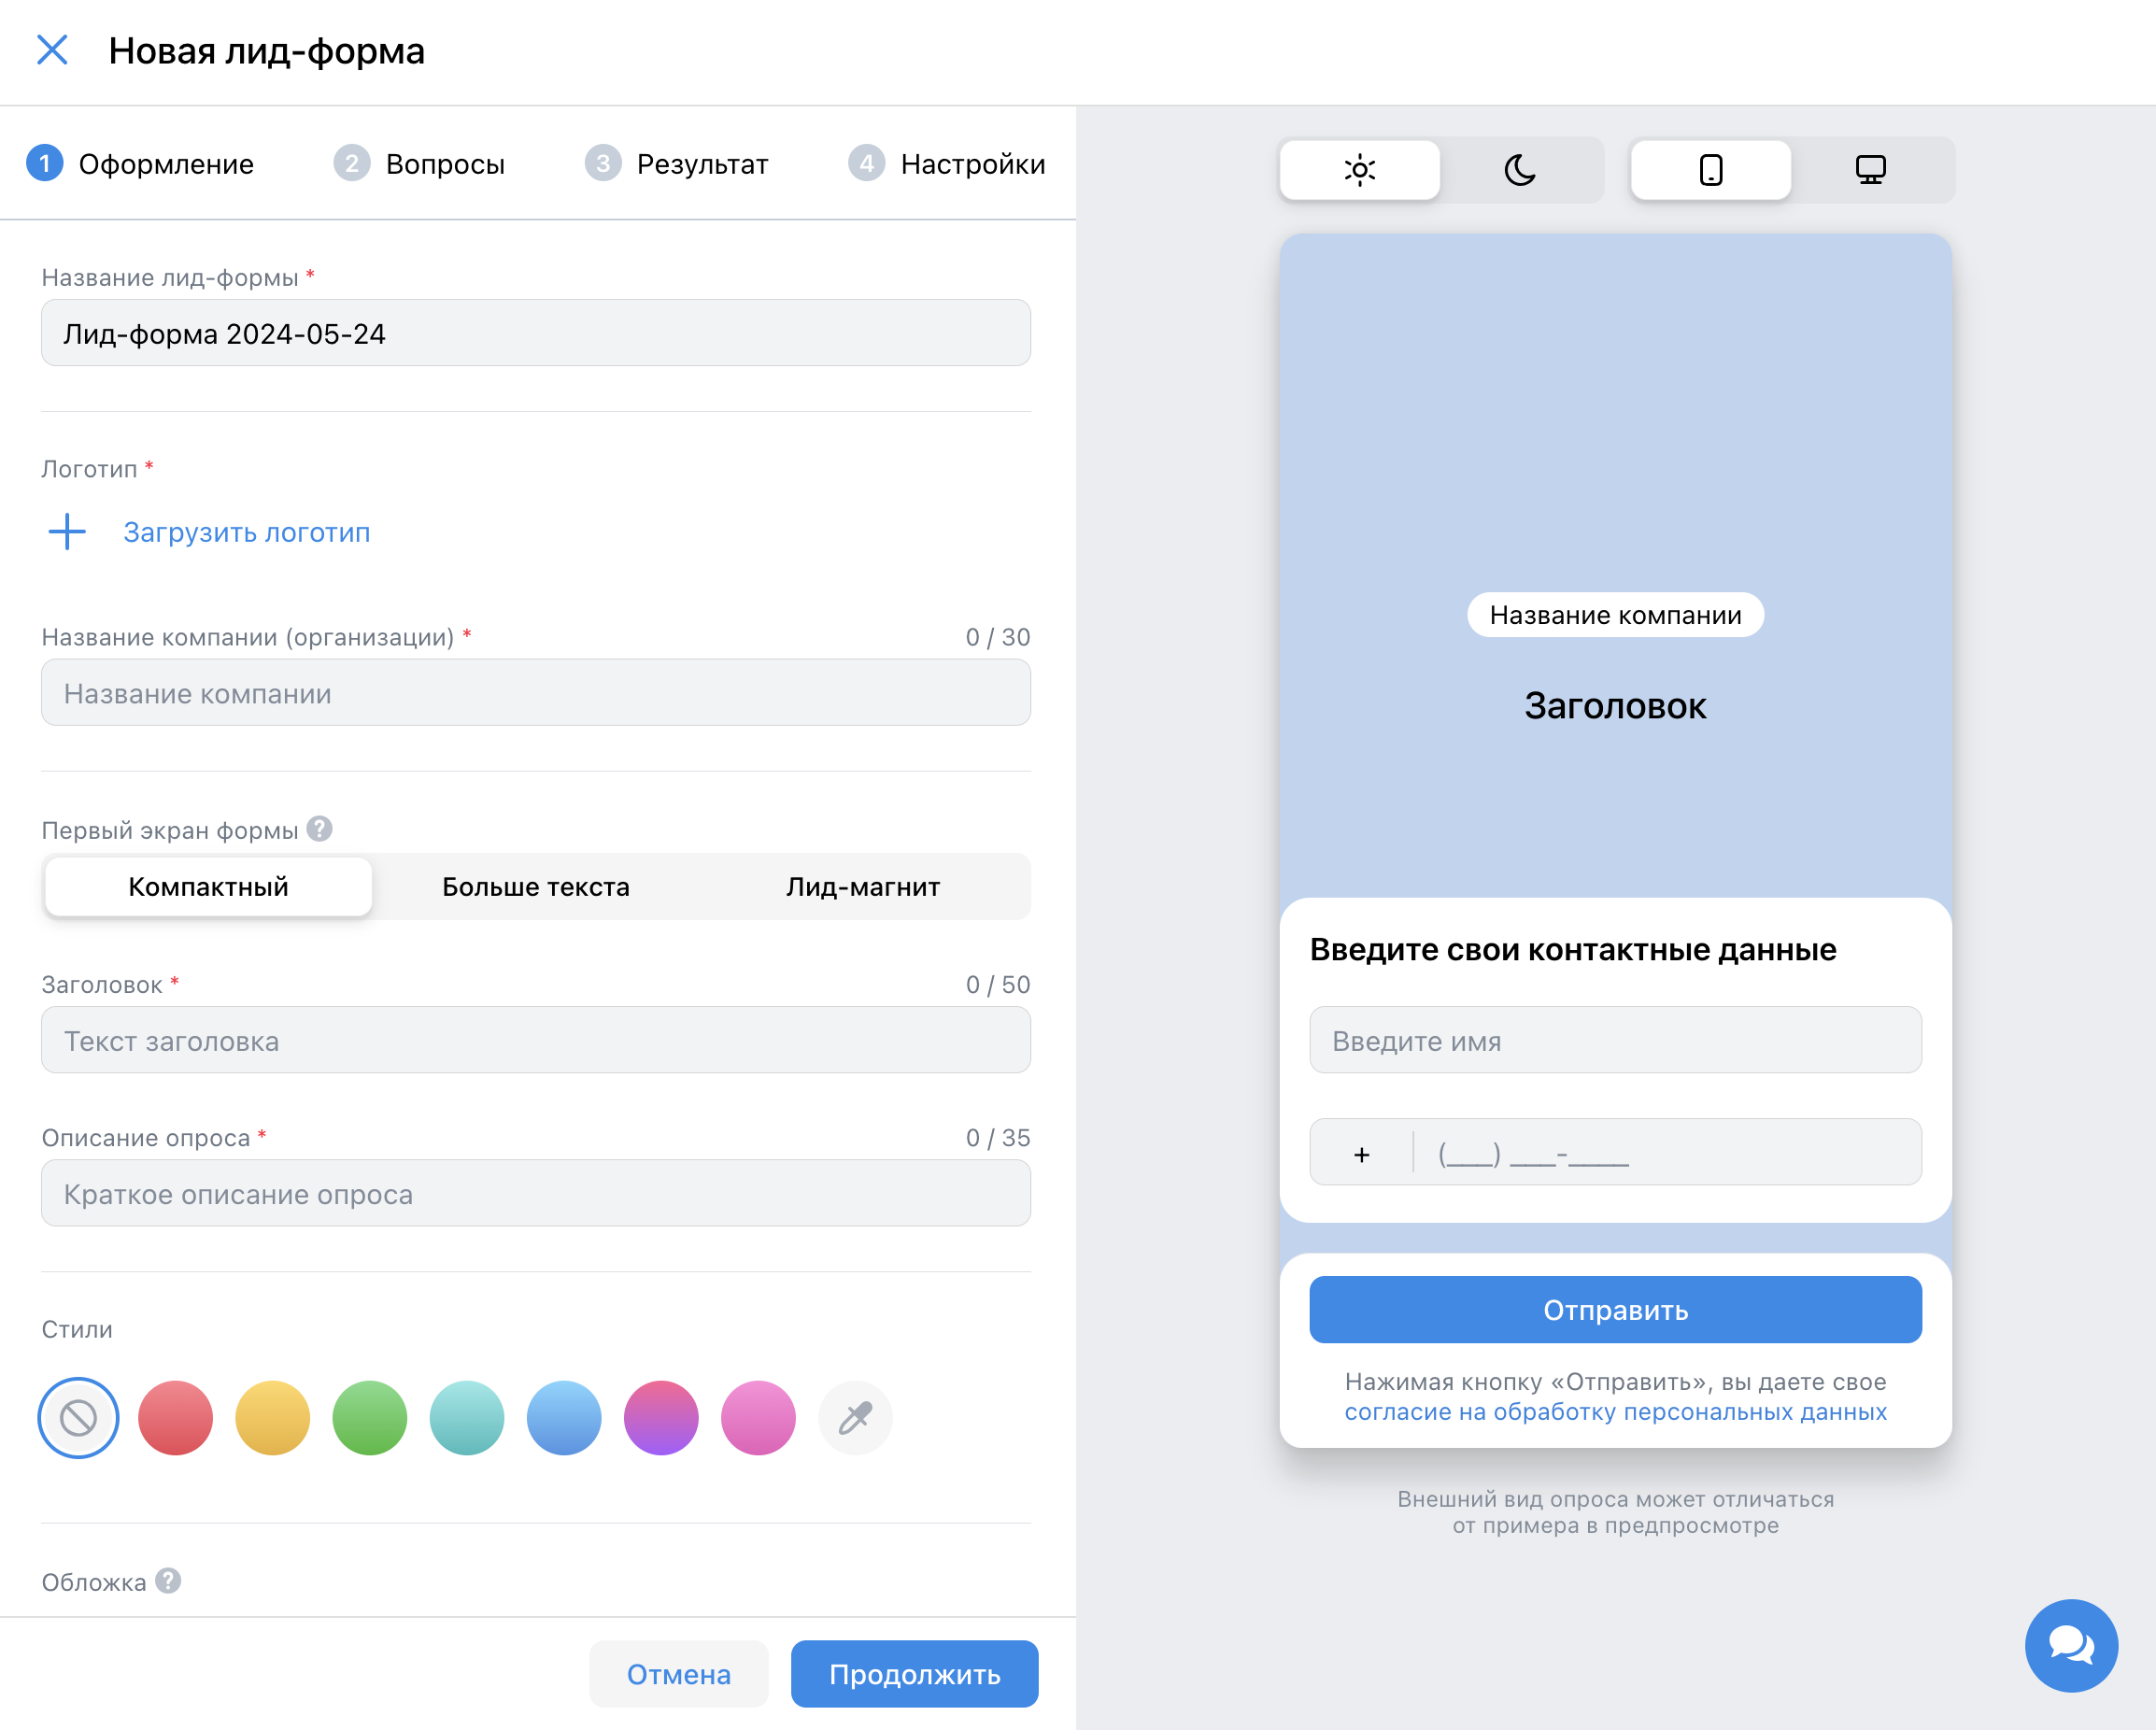 Новая лид-форма
1 Оформление
2 Вопросы
3 Результат
4 Настройки
Название лид-формы *
Лид-форма 2024-05-24
Логотип *
Загрузить логотип
Название компании (организации) *
0 / 30
Название компании
Первый экран формы ?
Компактный
Больше текста
Лид-магнит
Заголовок *
0 / 50
Текст заголовка
Описание опроса *
0 / 35
Краткое описание опроса
Стили
Обложка ?
Отмена
Продолжить
Название компании
Заголовок
Введите свои контактные данные
Введите имя
+ (___) ___-____
Отправить
Нажимая кнопку «Отправить», вы даете свое
согласие на обработку персональных данных
Внешний вид опроса может отличаться
от примера в предпросмотре